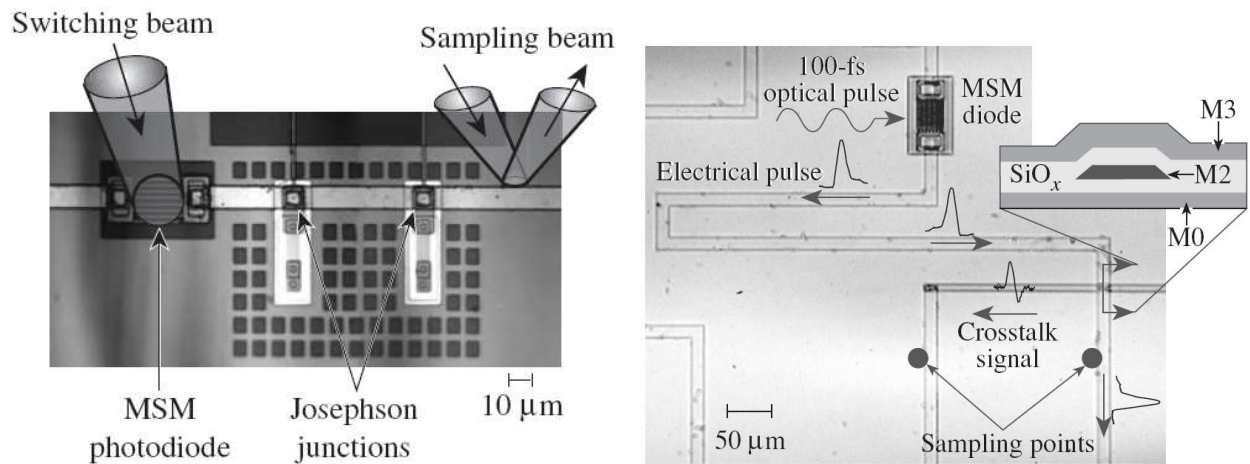 Switching beam
Sampling beam
MSM
photodiode
Josephson
junctions
10 μm
100-fs
optical pulse
MSM
diode
Electrical pulse
M3
SiOx
M2
M0
Crosstalk
signal
50 μm
Sampling points